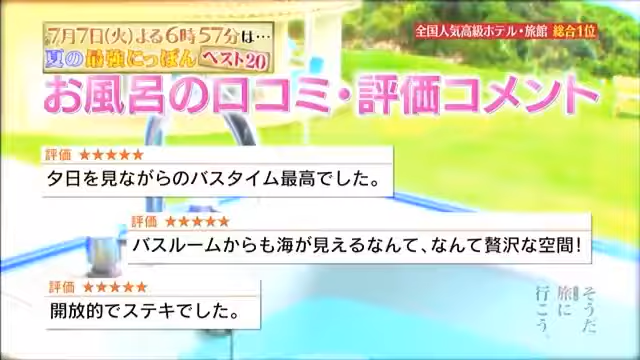 7月7日(火)よる6時57分は…
夏の最強にっぽんベスト20
全国人気高級ホテル・旅館 総合1位
お風呂の口コミ・評価コメント
評価 ★★★★★
夕日を見ながらのバスタイム最高でした。
評価 ★★★★★
バスルームからも海が見えるなんて、なんて贅沢な空間!
評価 ★★★★★
開放的でステキでした。
そうだ
旅に
行こう。